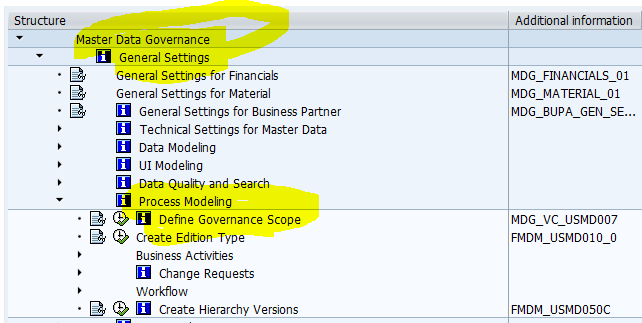 Structure Additional information
Master Data Governance
General Settings
General Settings for Financials MDG_FINANCIALS_01
General Settings for Material MDG_MATERIAL_01
General Settings for Business Partner MDG_BUPA_GEN_SE...
Technical Settings for Master Data
Data Modeling
UI Modeling
Data Quality and Search
Process Modeling
Define Governance Scope MDG_VC_USMD007
Create Edition Type FMDM_USMD010_0
Business Activities
Change Requests
Workflow
Create Hierarchy Versions FMDM_USMD050C